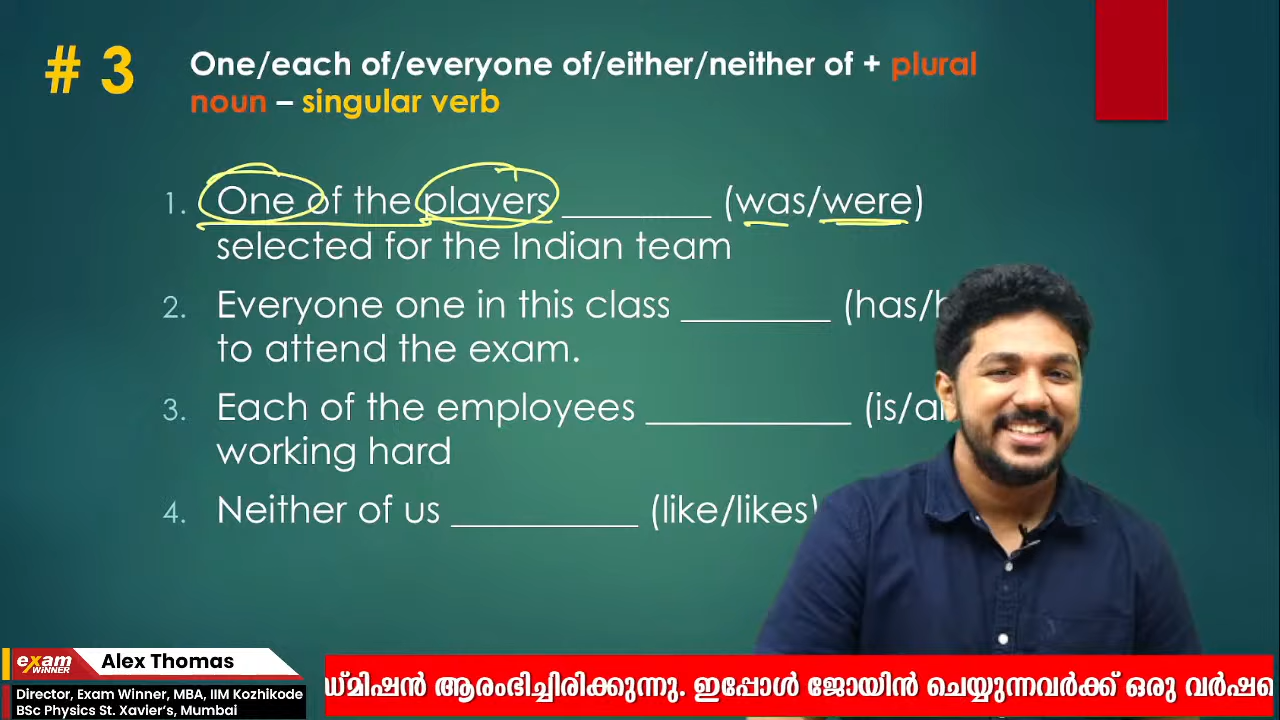 # 3
One/each of/everyone of/either/neither of + plural
noun – singular verb
1. One of the players ________ (was/were)
selected for the Indian team
2. Everyone one in this class ________ (has/
to attend the exam.
3. Each of the employees ___________ (is/
working hard
4. Neither of us __________ (like/likes)
exam
WINNER
Alex Thomas
Director, Exam Winner, MBA, IIM Kozhikode
BSc Physics St. Xavier's, Mumbai
ഡ്മിഷൻ ആരംഭിച്ചിരിക്കുന്നു. ഇപ്പോൾ ജോയിൻ ചെയ്യുന്നവർക്ക് ഒരു